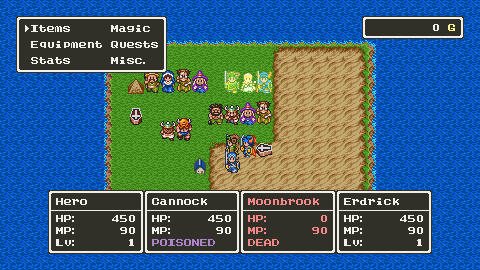 Items Magic
Equipment Quests
Stats Misc.
0 G
Hero
HP: 450
MP: 90
Lv: 1
Cannock
HP: 450
MP: 90
POISONED
Moonbrook
HP: 0
MP: 90
DEAD
Erdrick
HP: 450
MP: 90
Lv: 1